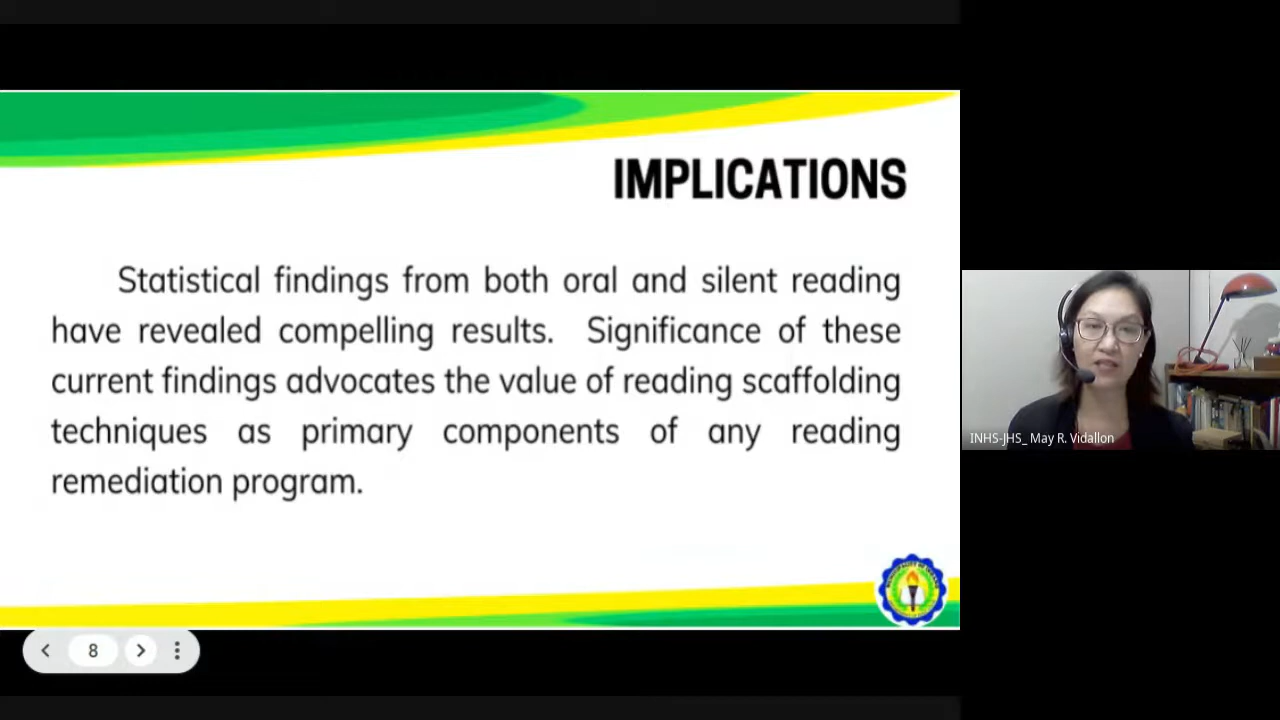 IMPLICATIONS
Statistical findings from both oral and silent reading
have revealed compelling results. Significance of these
current findings advocates the value of reading scaffolding
techniques as primary components of any reading
remediation program.
INHS-JHS_ May R. Vidallon
8